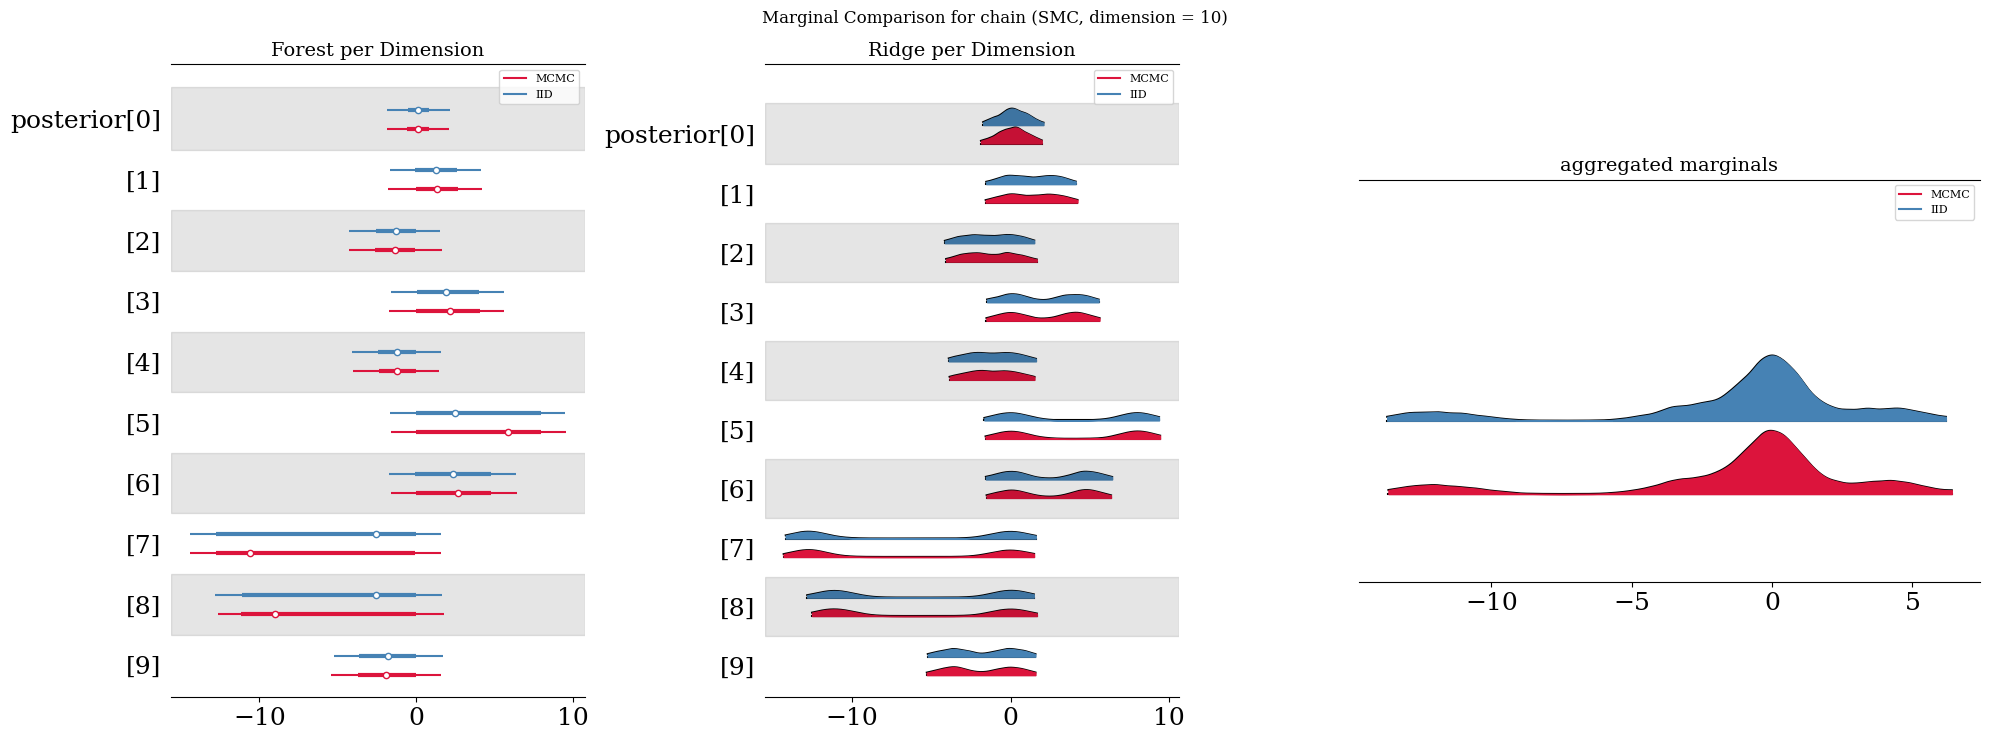 Marginal Comparison for chain (SMC, dimension = 10)
Forest per Dimension
MCMC
IID
posterior[0]
[1]
[2]
[3]
[4]
[5]
[6]
[7]
[8]
[9]
−10 0 10
Ridge per Dimension
MCMC
IID
posterior[0]
[1]
[2]
[3]
[4]
[5]
[6]
[7]
[8]
[9]
−10 0 10
aggregated marginals
MCMC
IID
−10 −5 0 5